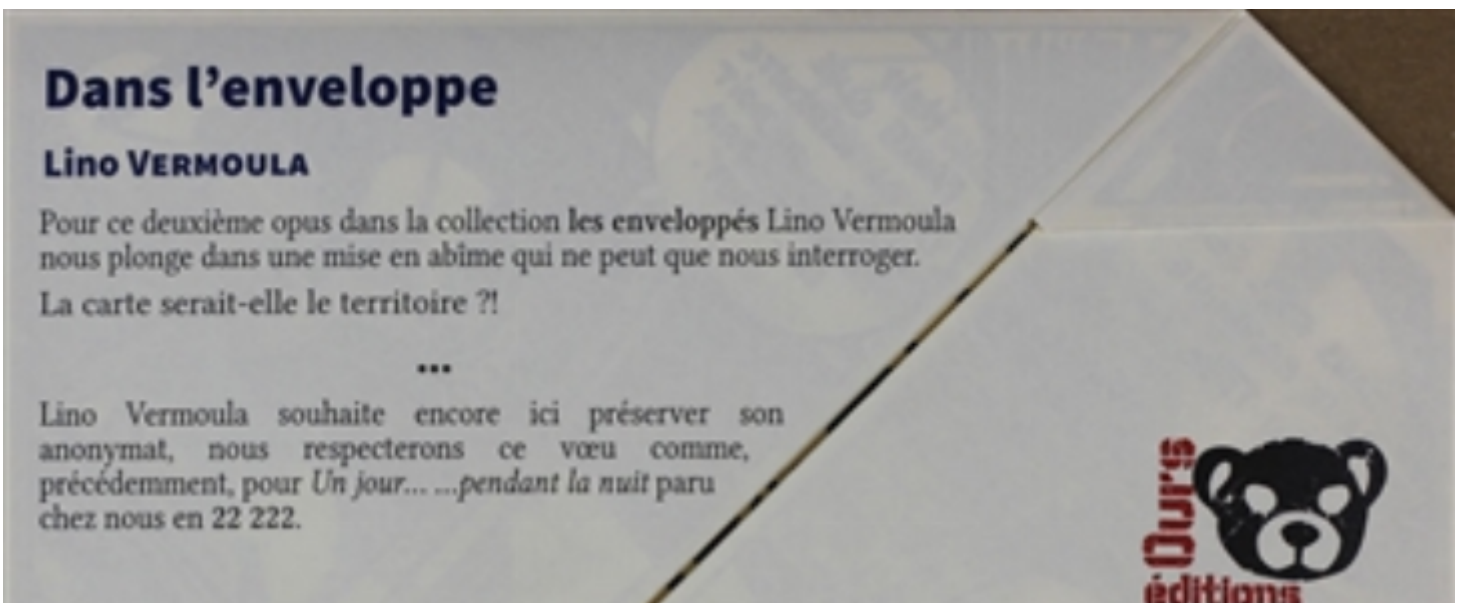 Dans l’enveloppe
Lino VERMOULA
Pour ce deuxième opus dans la collection les enveloppés Lino Vermoula
nous plonge dans une mise en abîme qui ne peut que nous interroger.
La carte serait-elle le territoire ?!
...
Lino Vermoula souhaite encore ici préserver son
anonymat, nous respecterons ce vœu comme,
précédemment, pour Un jour... ...pendant la nuit paru
chez nous en 22 222.
Ours
éditions